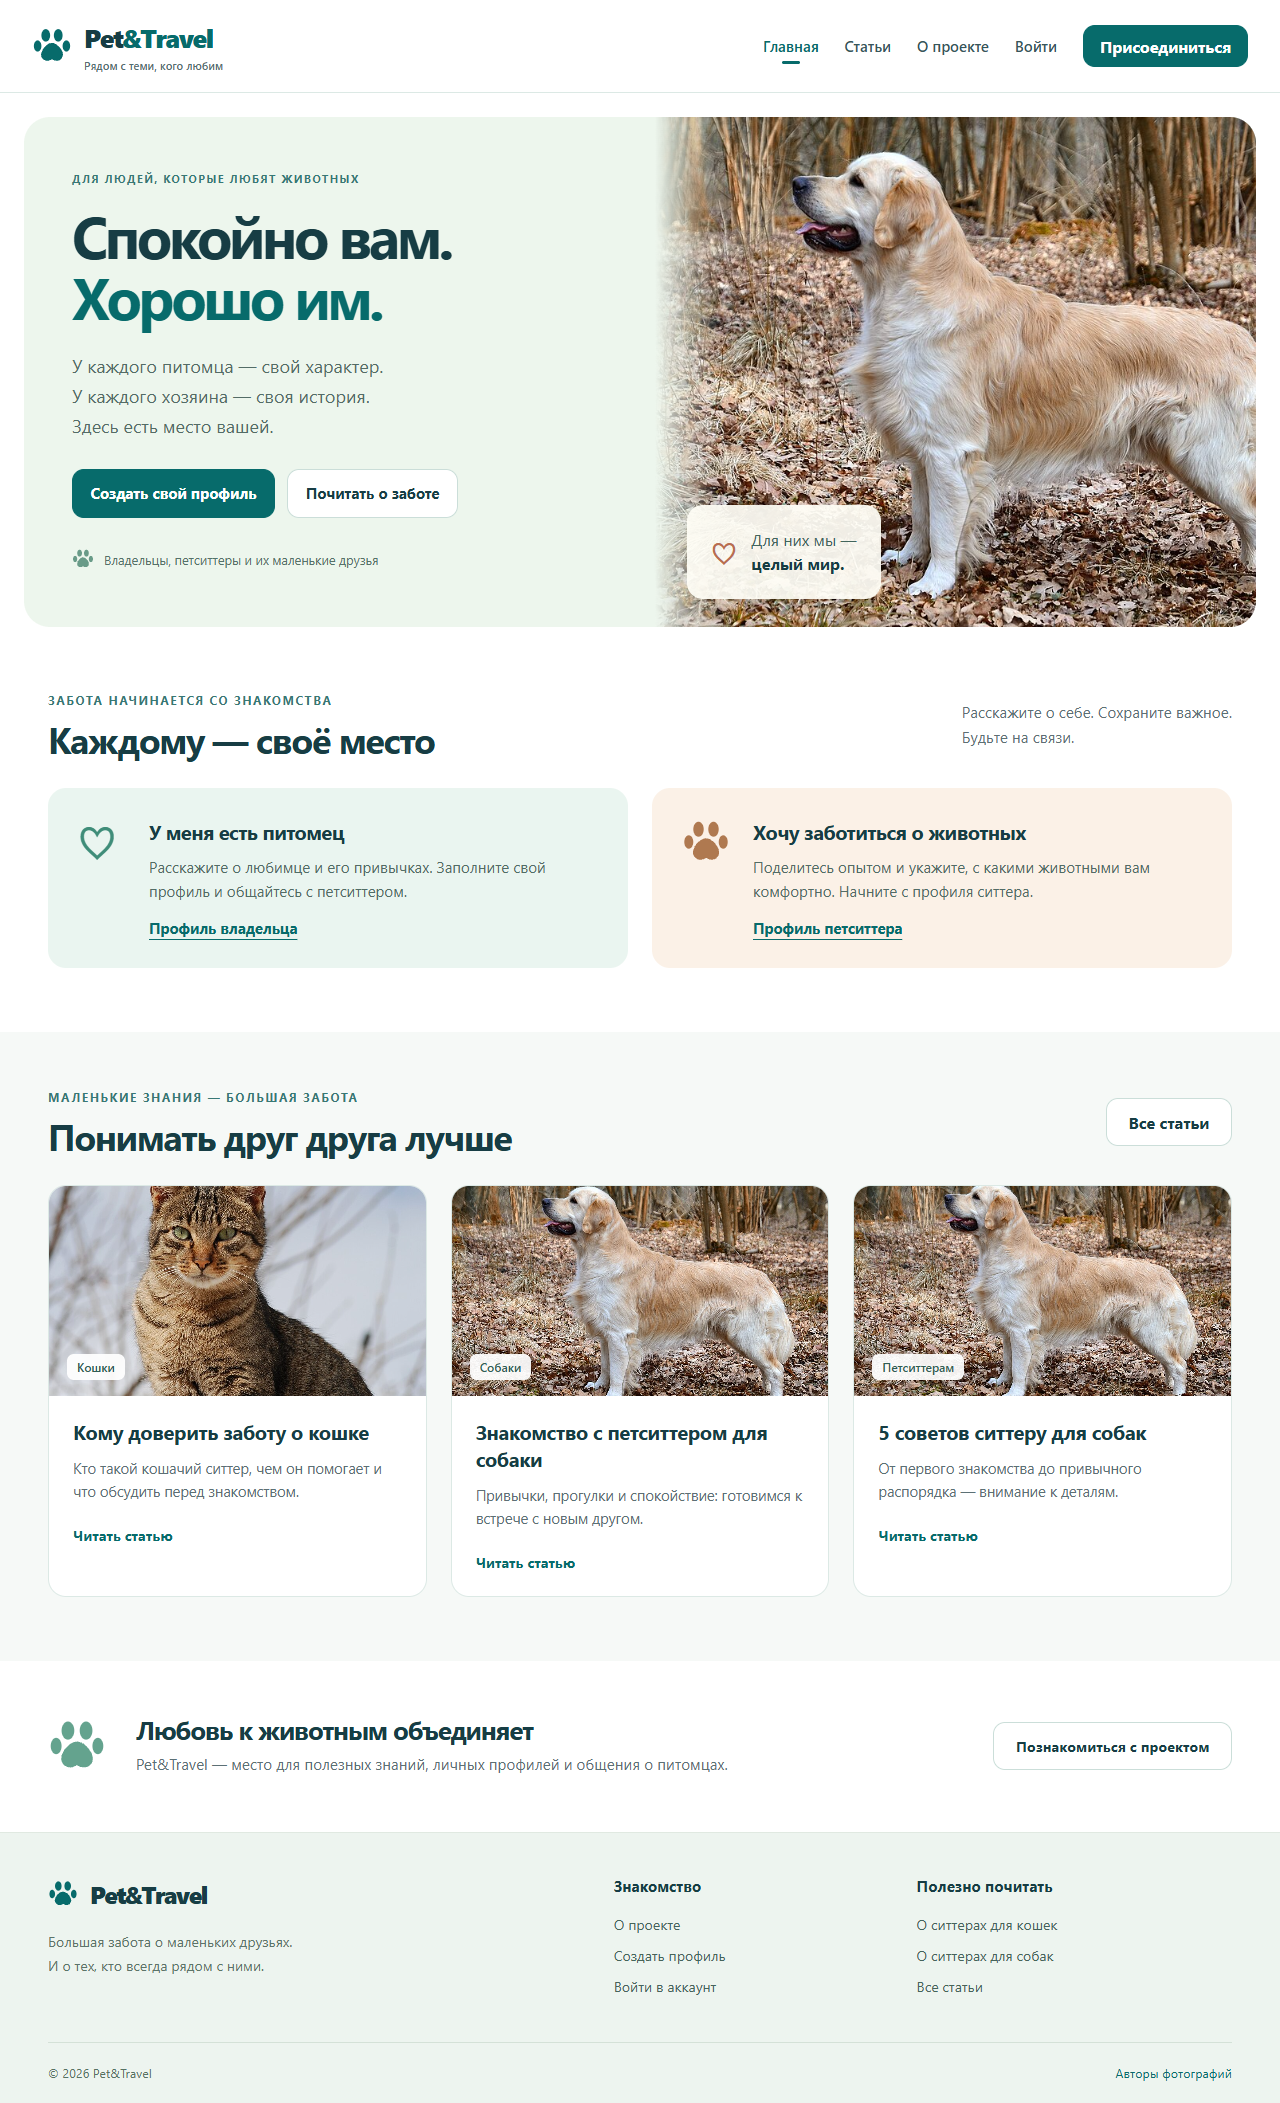 Pet&Travel
Рядом с теми, кого любим
Главная
Статьи
О проекте
Войти
Присоединиться
ДЛЯ ЛЮДЕЙ, КОТОРЫЕ ЛЮБЯТ ЖИВОТНЫХ
Спокойно вам.
Хорошо им.
У каждого питомца — свой характер.
У каждого хозяина — своя история.
Здесь есть место вашей.
Создать свой профиль
Почитать о заботе
Владельцы, петситтеры и их маленькие друзья
Для них мы —
целый мир.
ЗАБОТА НАЧИНАЕТСЯ СО ЗНАКОМСТВА
Каждому — своё место
Расскажите о себе. Сохраните важное.
Будьте на связи.
У меня есть питомец
Расскажите о любимце и его привычках. Заполните свой
профиль и общайтесь с петситтером.
Профиль владельца
Хочу заботиться о животных
Поделитесь опытом и укажите, с какими животными вам
комфортно. Начните с профиля ситтера.
Профиль петситтера
МАЛЕНЬКИЕ ЗНАНИЯ — БОЛЬШАЯ ЗАБОТА
Понимать друг друга лучше
Все статьи
Кошки
Кому доверить заботу о кошке
Кто такой кошачий ситтер, чем он помогает и
что обсудить перед знакомством.
Читать статью
Собаки
Знакомство с петситтером для
собаки
Привычки, прогулки и спокойствие: готовимся к
встрече с новым другом.
Читать статью
Петситтерам
5 советов ситтеру для собак
От первого знакомства до привычного
распорядка — внимание к деталям.
Читать статью
Любовь к животным объединяет
Pet&Travel — место для полезных знаний, личных профилей и общения о питомцах.
Познакомиться с проектом
Pet&Travel
Большая забота о маленьких друзьях.
И о тех, кто всегда рядом с ними.
Знакомство
О проекте
Создать профиль
Войти в аккаунт
Полезно почитать
О ситтерах для кошек
О ситтерах для собак
Все статьи
© 2026 Pet&Travel
Авторы фотографий